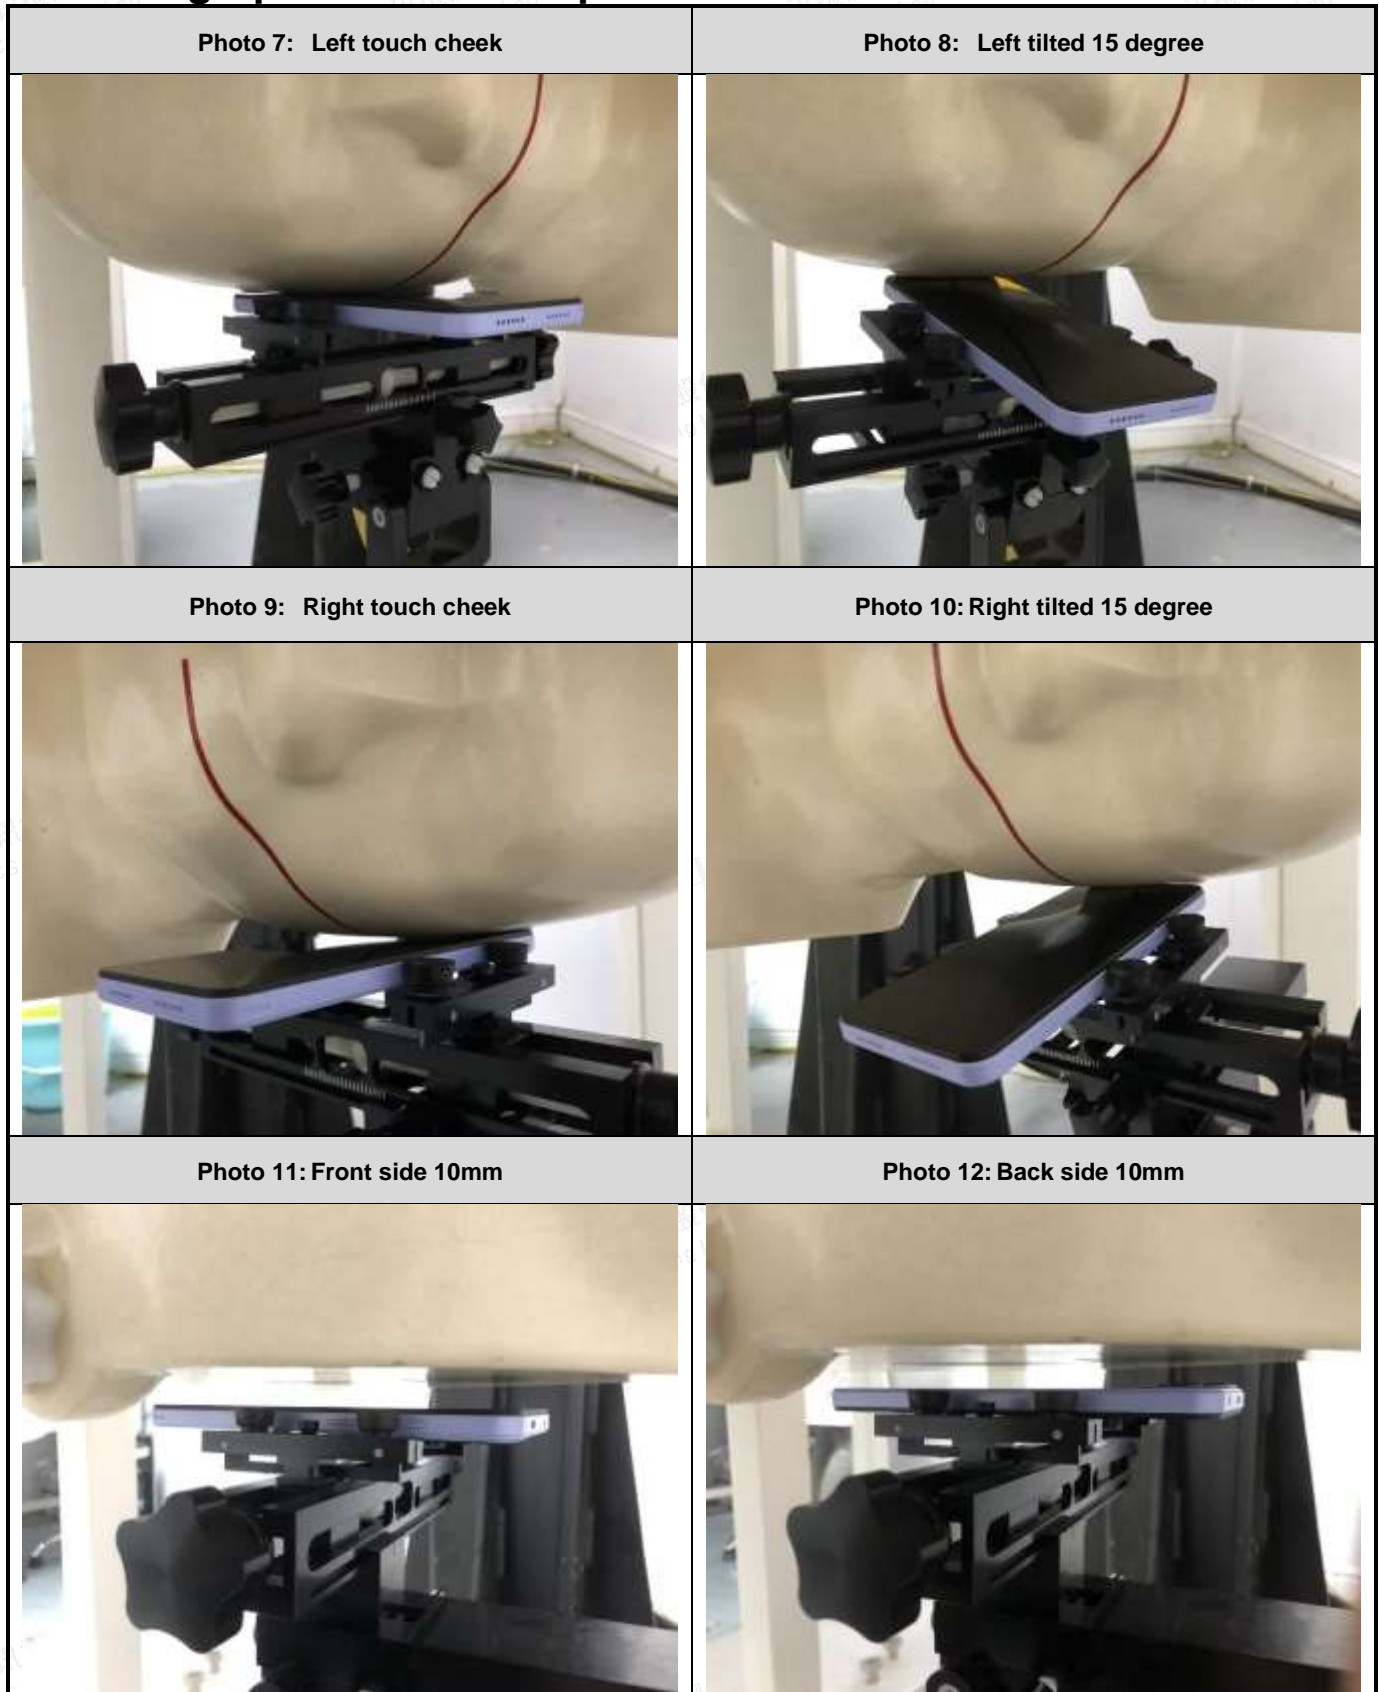 Photo 7: Left touch cheek
Photo 8: Left tilted 15 degree
Photo 9: Right touch cheek
Photo 10: Right tilted 15 degree
Photo 11: Front side 10mm
Photo 12: Back side 10mm